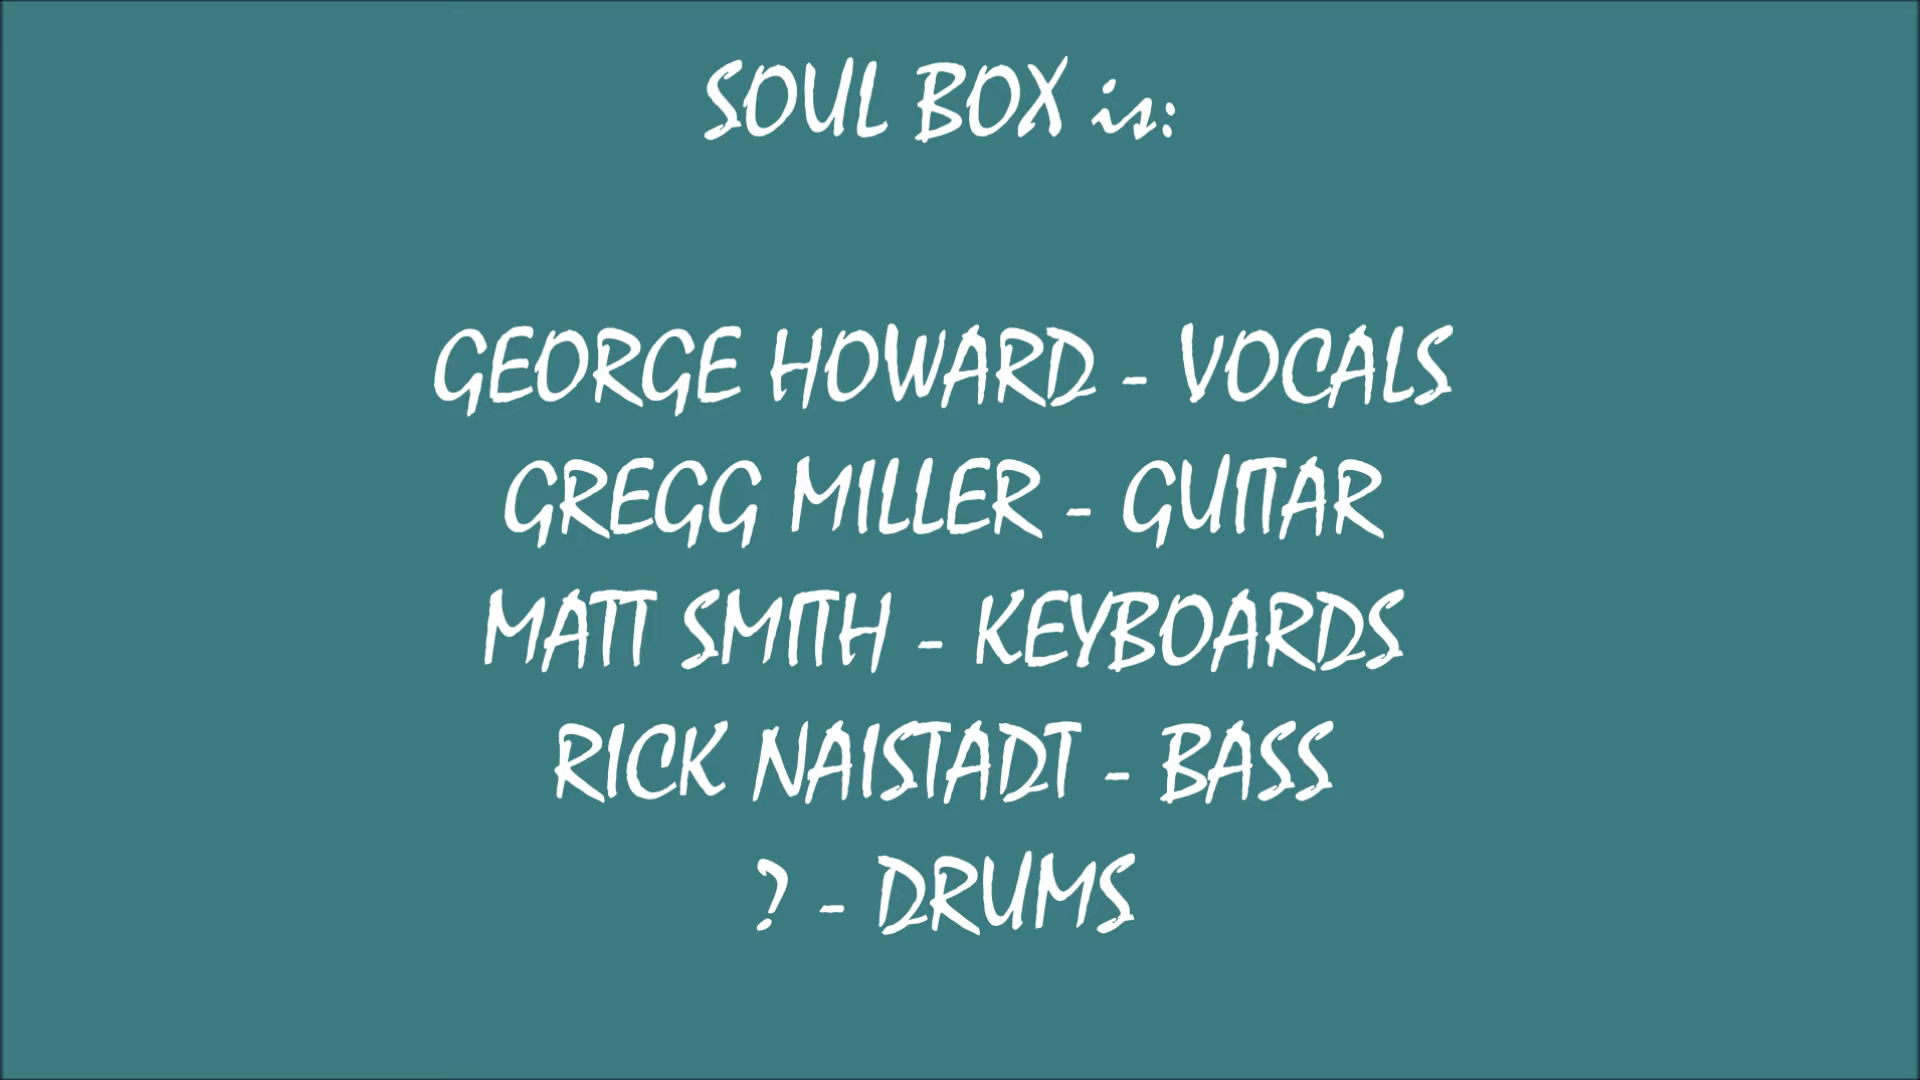 SOUL BOX is:
GEORGE HOWARD - VOCALS
GREGG MILLER - GUITAR
MATT SMITH - KEYBOARDS
RICK NAISTADT - BASS
? - DRUMS